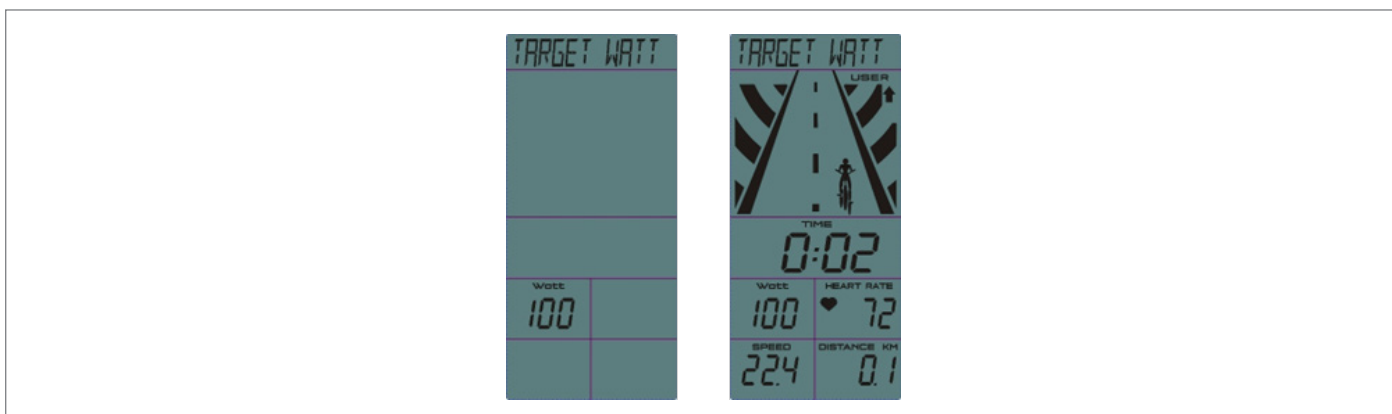 TARGET WATT
Watt
100
TARGET WATT
USER
TIME
0:02
Watt HEART RATE
100 72
SPEED DISTANCE KM
22.4 0.1